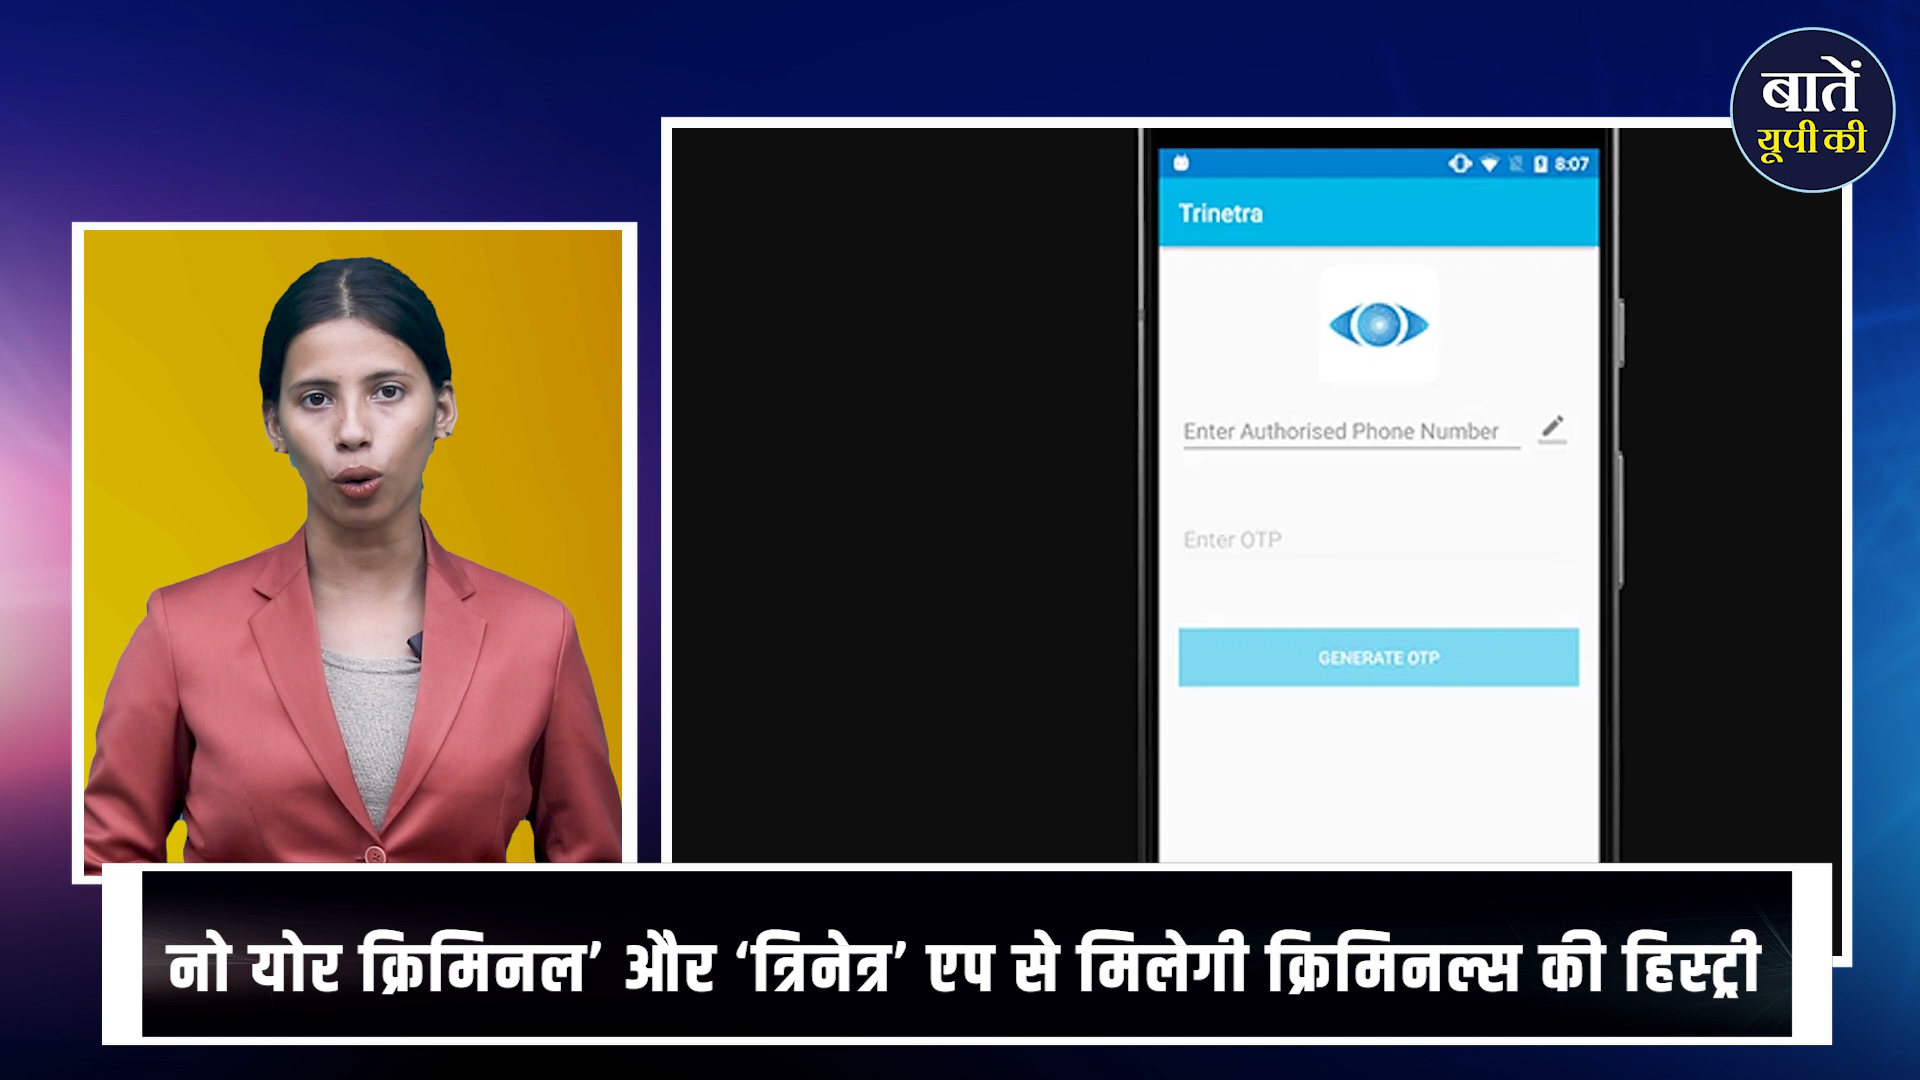 बातें
यूपी की
8:07
Trinetra
Enter Authorised Phone Number
Enter OTP
GENERATE OTP
नो योर क्रिमिनल’ और ‘त्रिनेत्र’ एप से मिलेगी क्रिमिनल्स की हिस्ट्री